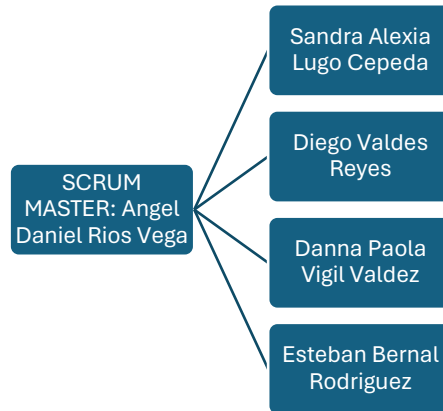 Sandra Alexia
Lugo Cepeda
Diego Valdes
Reyes
SCRUM
MASTER: Angel
Daniel Rios Vega
Danna Paola
Vigil Valdez
Esteban Bernal
Rodriguez